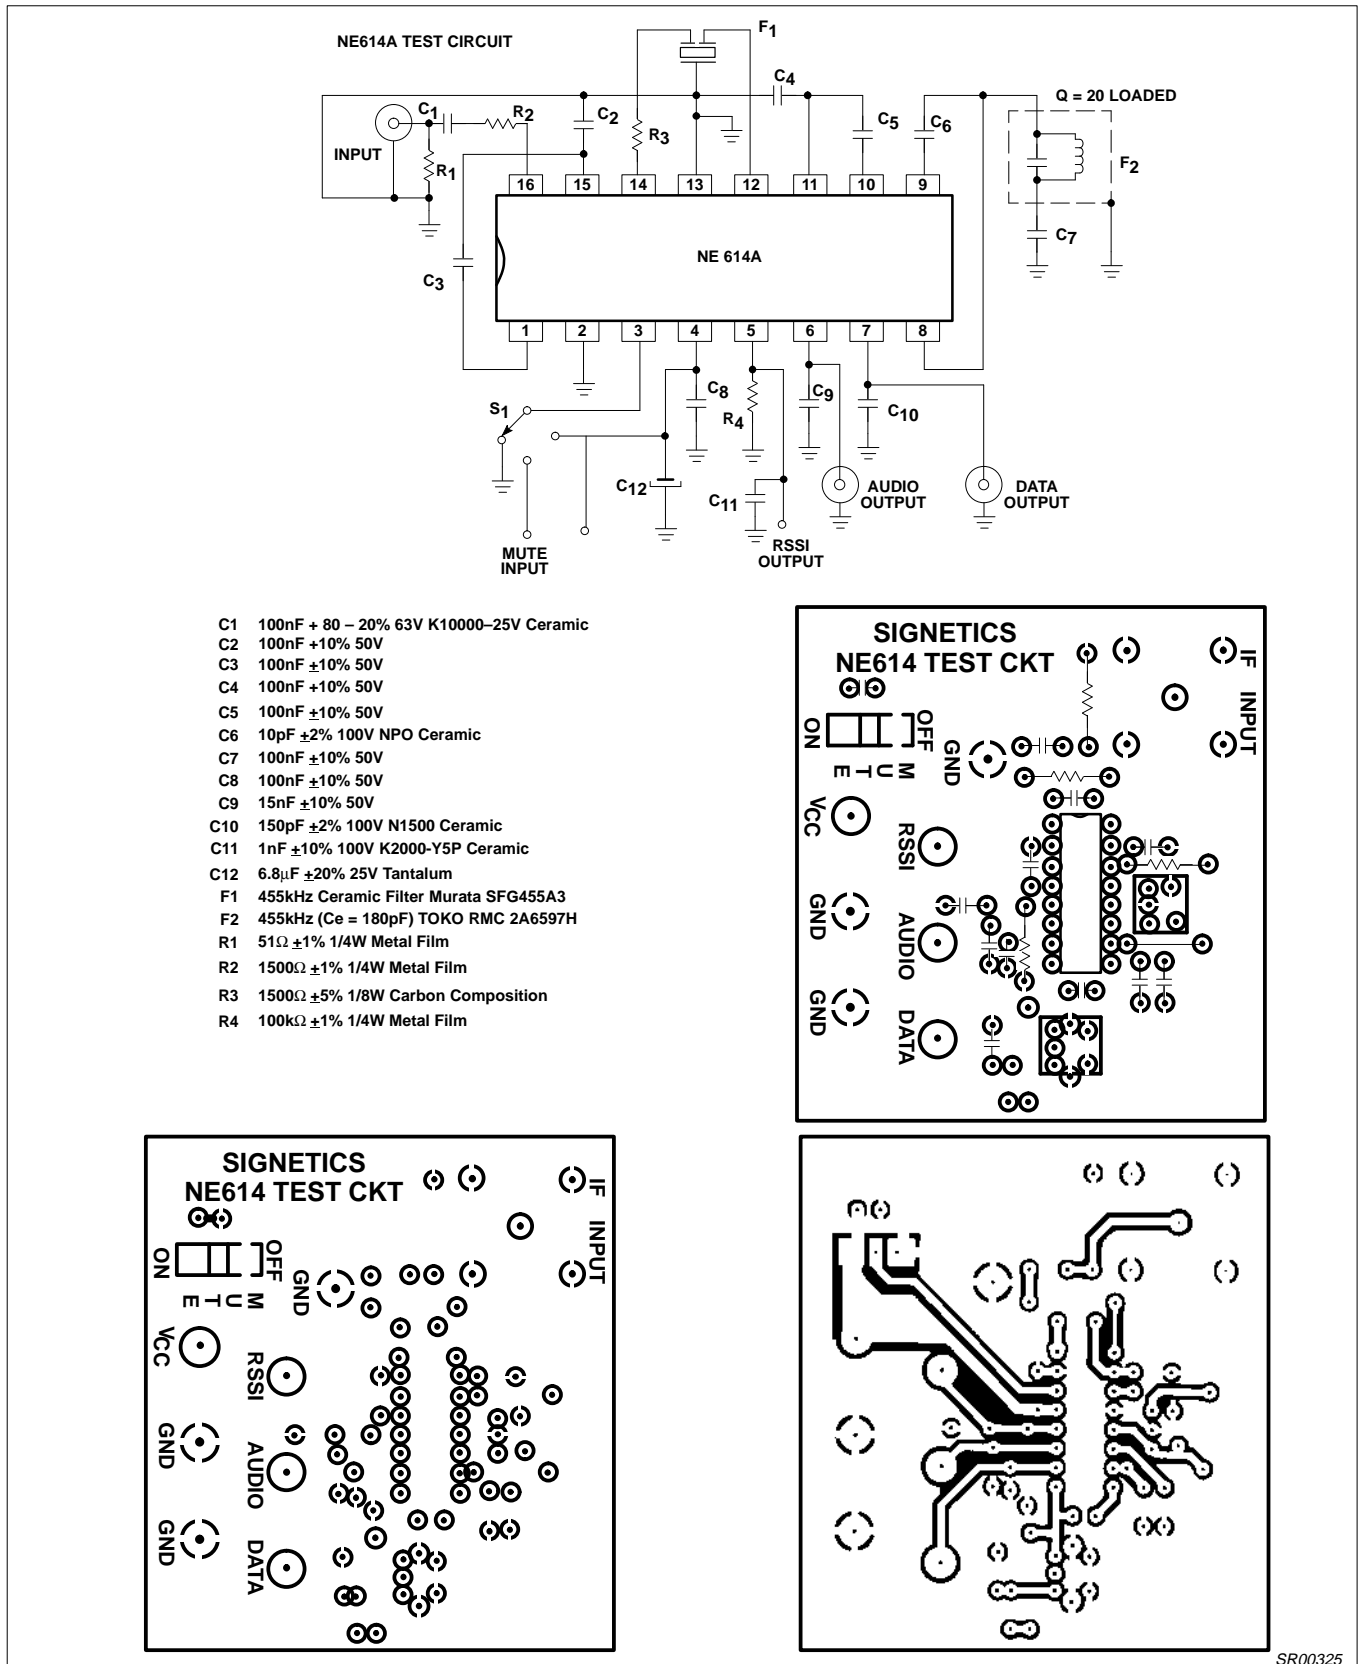 NE614A TEST CIRCUIT
F1
C4
Q = 20 LOADED
C1
R2
C2
R3
C5
C6
INPUT
R1
F2
16 15 14 13 12 11 10 9
C7
NE 614A
C3
1 2 3 4 5 6 7 8
S1
C8
R4
C9
C10
C12
C11
AUDIO
OUTPUT
DATA
OUTPUT
MUTE
INPUT
RSSI
OUTPUT
C1 100nF + 80 – 20% 63V K10000–25V Ceramic
C2 100nF +10% 50V
C3 100nF ±10% 50V
C4 100nF +10% 50V
C5 100nF ±10% 50V
C6 10pF ±2% 100V NPO Ceramic
C7 100nF ±10% 50V
C8 100nF ±10% 50V
C9 15nF ±10% 50V
C10 150pF ±2% 100V N1500 Ceramic
C11 1nF ±10% 100V K2000-Y5P Ceramic
C12 6.8μF ±20% 25V Tantalum
F1 455kHz Ceramic Filter Murata SFG455A3
F2 455kHz (Ce = 180pF) TOKO RMC 2A6597H
R1 51Ω ±1% 1/4W Metal Film
R2 1500Ω ±1% 1/4W Metal Film
R3 1500Ω ±5% 1/8W Carbon Composition
R4 100kΩ ±1% 1/4W Metal Film
SIGNETICS
NE614 TEST CKT
IF INPUT
ON
OFF
MUTE
GND
VCC
RSSI
GND
AUDIO
GND
DATA
SIGNETICS
NE614 TEST CKT
IF INPUT
ON
OFF
MUTE
GND
VCC
RSSI
GND
AUDIO
GND
DATA
SR00325